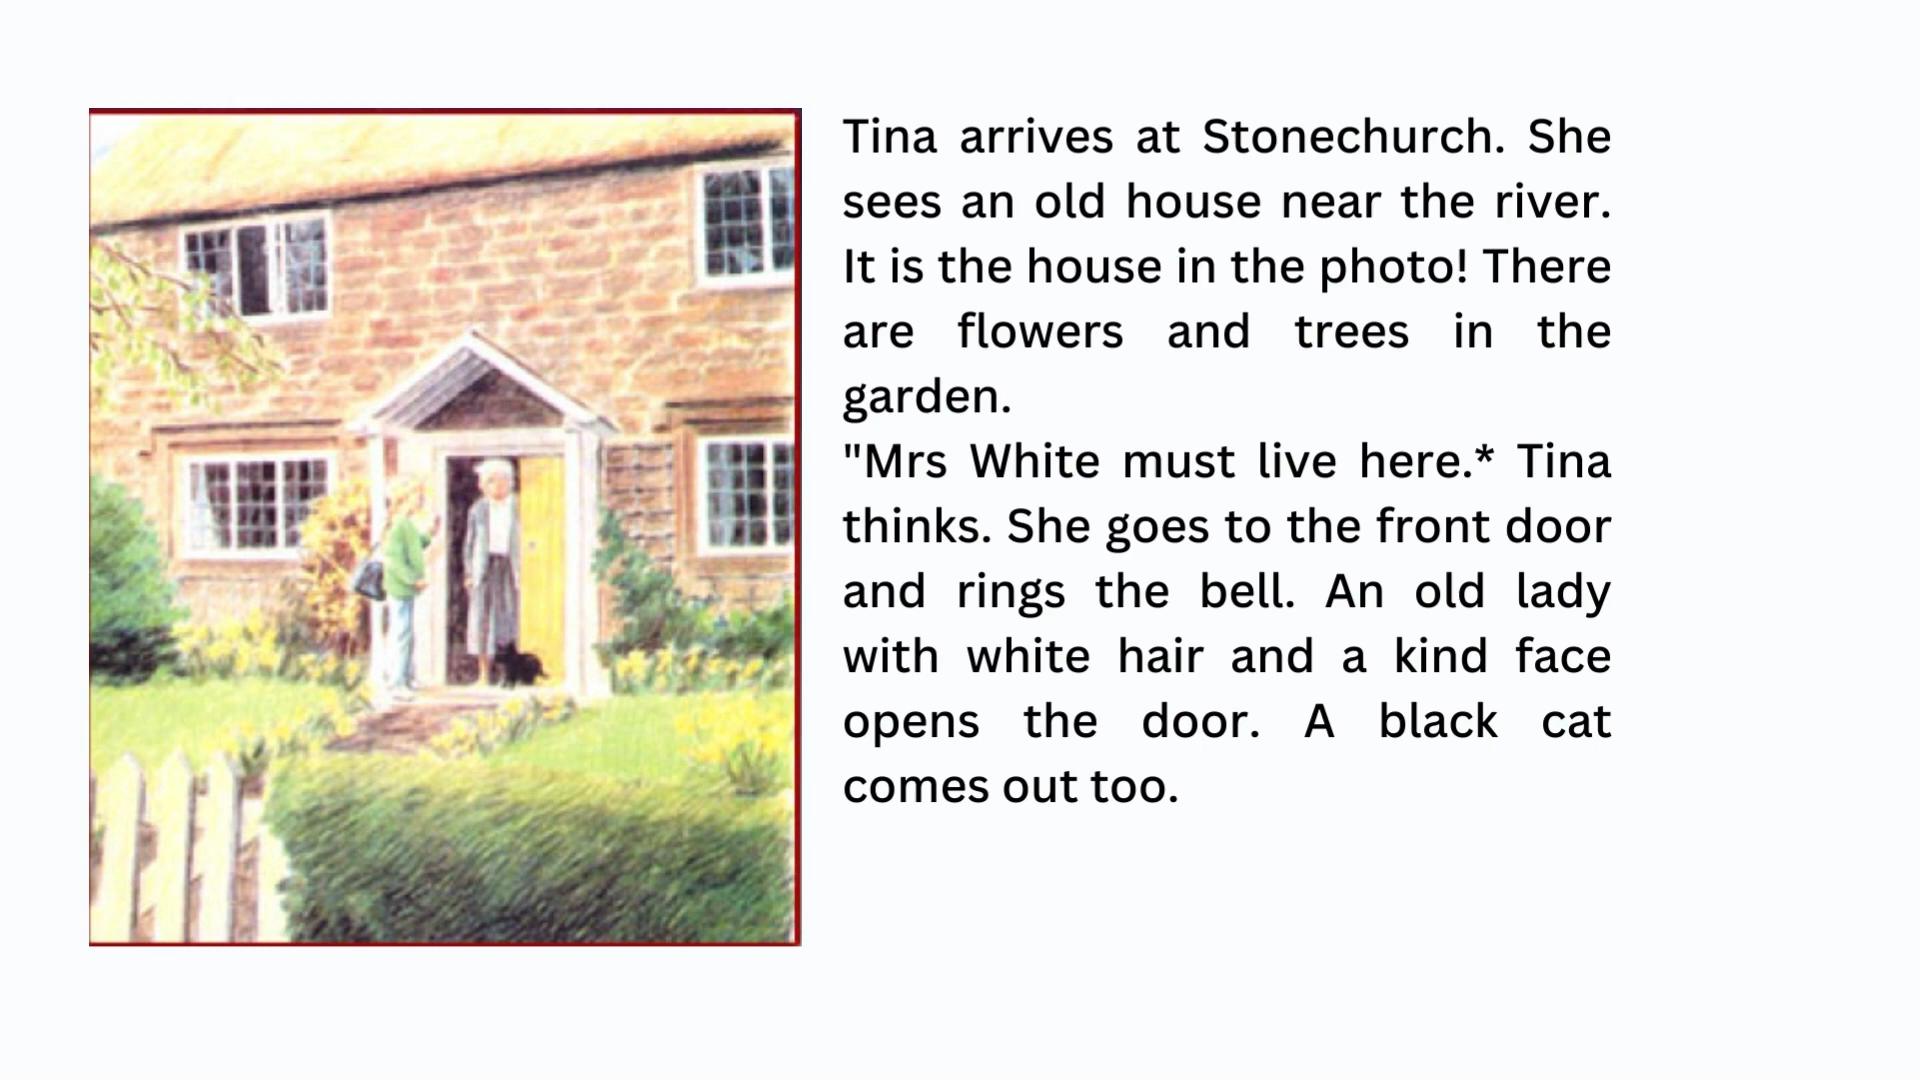 Tina arrives at Stonechurch. She
sees an old house near the river.
It is the house in the photo! There
are flowers and trees in the
garden.
"Mrs White must live here.* Tina
thinks. She goes to the front door
and rings the bell. An old lady
with white hair and a kind face
opens the door. A black cat
comes out too.